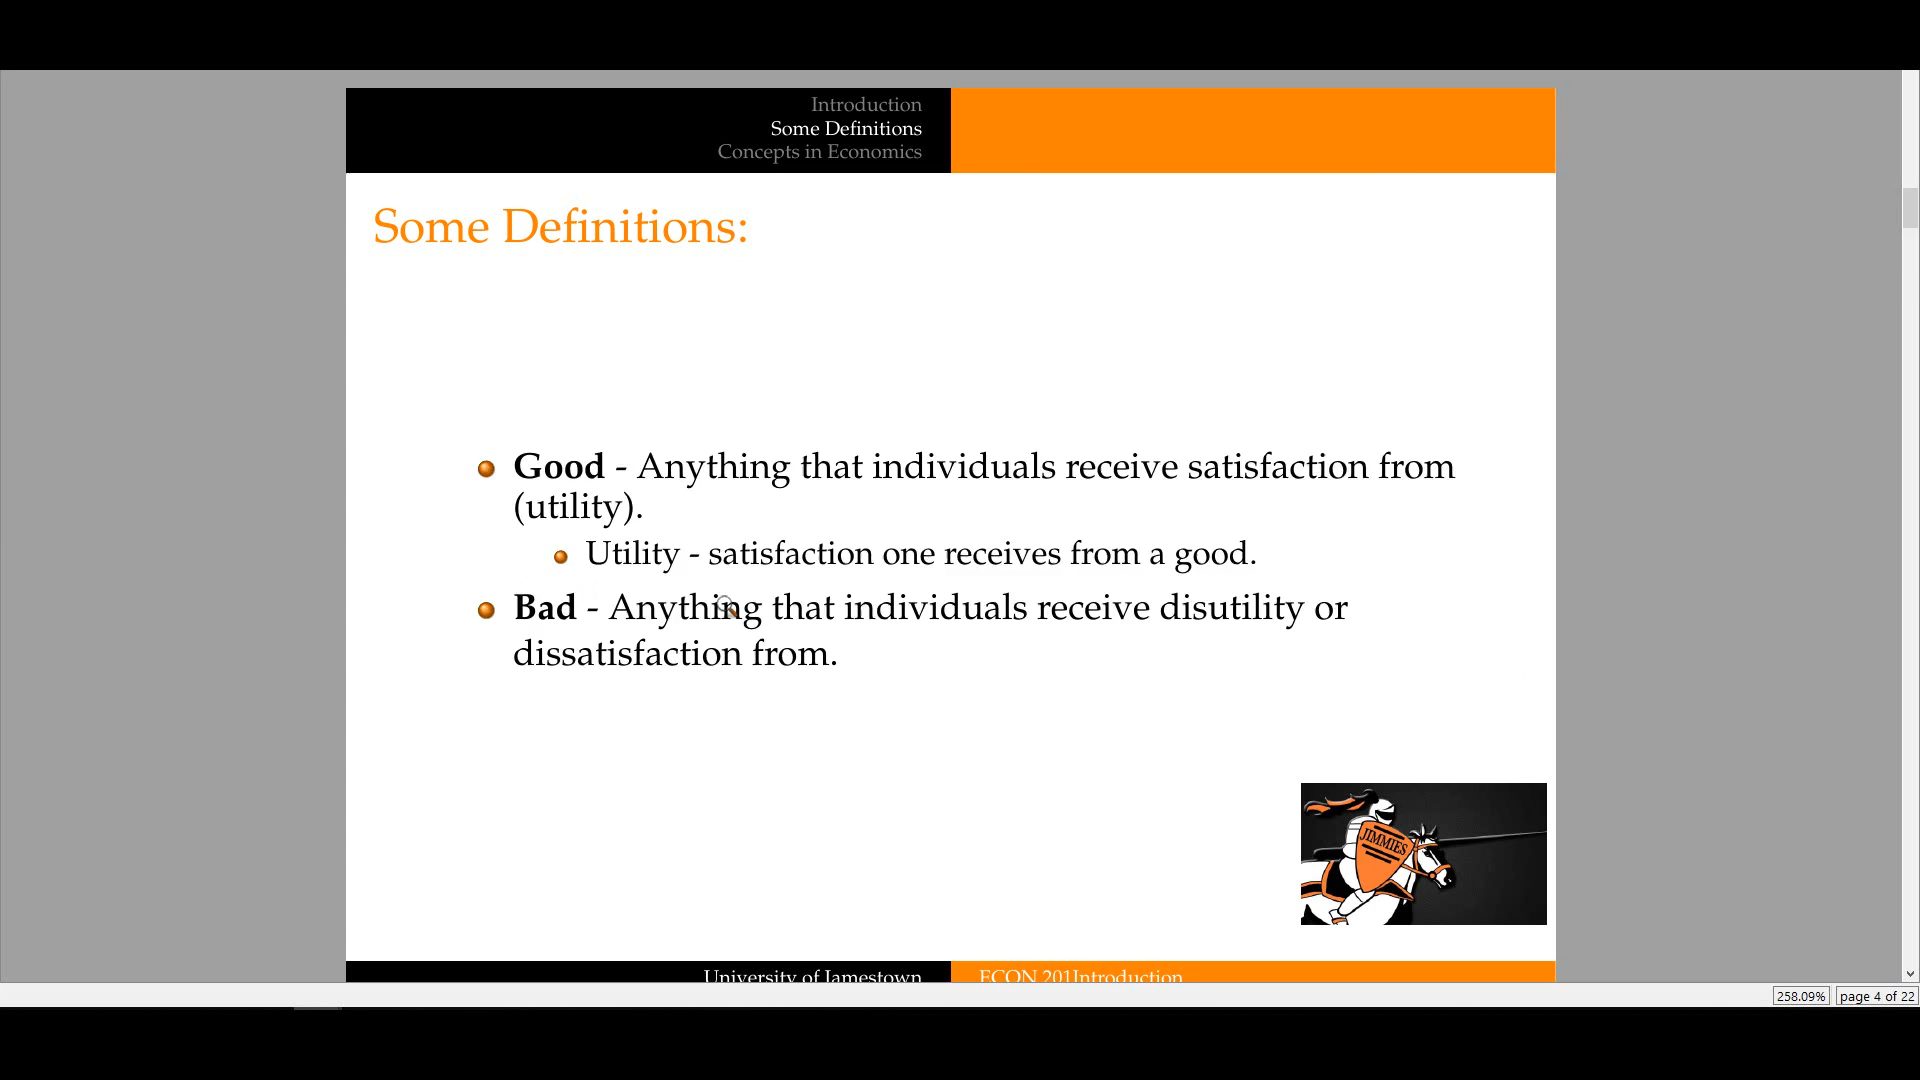 Introduction
Some Definitions
Concepts in Economics
Some Definitions:
Good - Anything that individuals receive satisfaction from
(utility).
Utility - satisfaction one receives from a good.
Bad - Anything that individuals receive disutility or
dissatisfaction from.
JIMMIES
University of Jamestown
ECON 201Introduction
258.09%
page 4 of 22